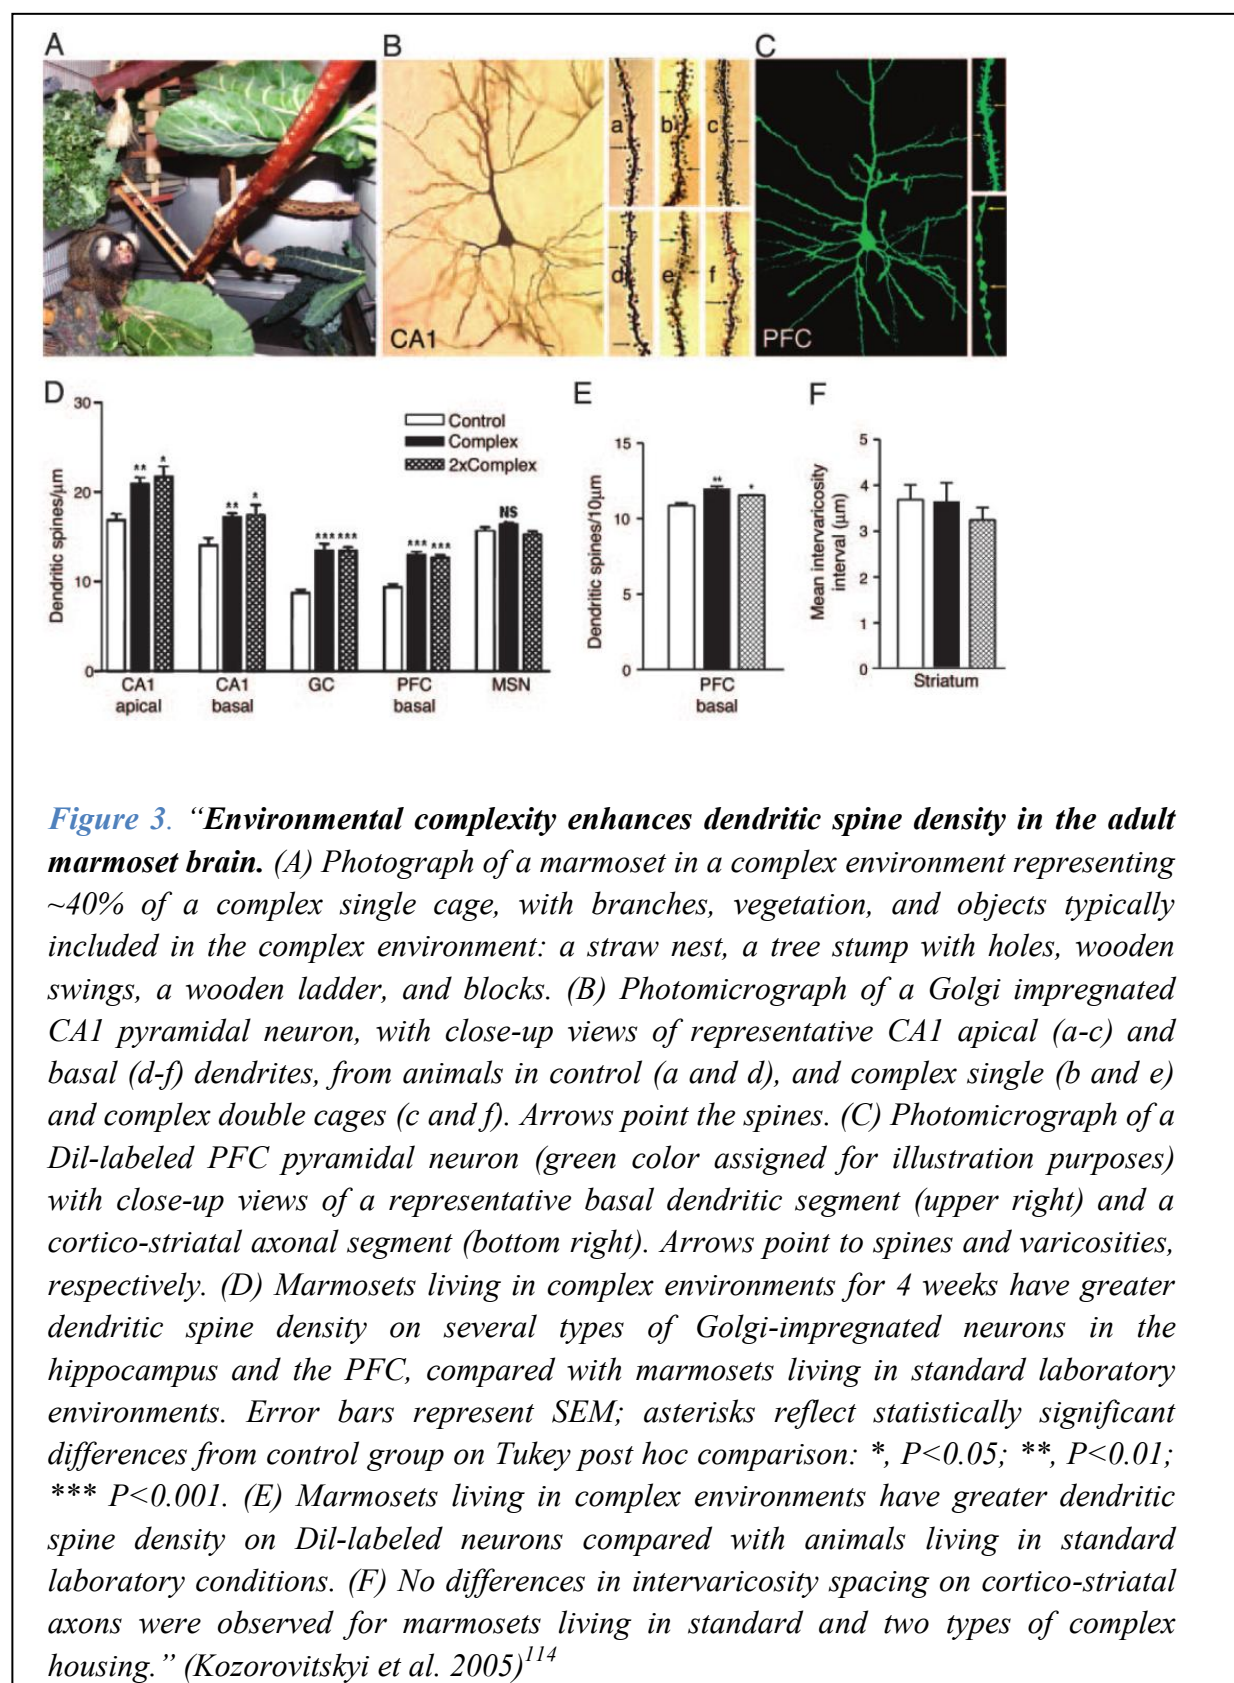 A
B
C
a
b
c
d
e
f
CA1
PFC
D
30
20
10
0
Dendritic spines/µm
Control
Complex
2xComplex
** *
** *
*** ***
*** ***
NS
CA1
apical
CA1
basal
GC
PFC
basal
MSN
E
15
10
5
0
Dendritic spines/10µm
** *
PFC
basal
F
5
4
3
2
1
0
Mean intervaricosity
interval (µm)
Striatum
Figure 3. “Environmental complexity enhances dendritic spine density in the adult
marmoset brain. (A) Photograph of a marmoset in a complex environment representing
~40% of a complex single cage, with branches, vegetation, and objects typically
included in the complex environment: a straw nest, a tree stump with holes, wooden
swings, a wooden ladder, and blocks. (B) Photomicrograph of a Golgi impregnated
CA1 pyramidal neuron, with close-up views of representative CA1 apical (a-c) and
basal (d-f) dendrites, from animals in control (a and d), and complex single (b and e)
and complex double cages (c and f). Arrows point the spines. (C) Photomicrograph of a
Dil-labeled PFC pyramidal neuron (green color assigned for illustration purposes)
with close-up views of a representative basal dendritic segment (upper right) and a
cortico-striatal axonal segment (bottom right). Arrows point to spines and varicosities,
respectively. (D) Marmosets living in complex environments for 4 weeks have greater
dendritic spine density on several types of Golgi-impregnated neurons in the
hippocampus and the PFC, compared with marmosets living in standard laboratory
environments. Error bars represent SEM; asterisks reflect statistically significant
differences from control group on Tukey post hoc comparison: *, P<0.05; **, P<0.01;
*** P<0.001. (E) Marmosets living in complex environments have greater dendritic
spine density on Dil-labeled neurons compared with animals living in standard
laboratory conditions. (F) No differences in intervaricosity spacing on cortico-striatal
axons were observed for marmosets living in standard and two types of complex
housing.” (Kozorovitskyi et al. 2005)114